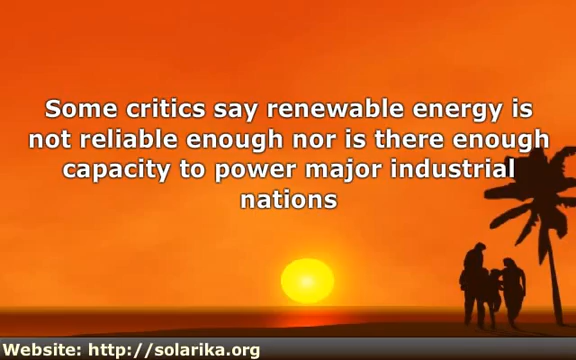 Some critics say renewable energy is
not reliable enough nor is there enough
capacity to power major industrial
nations
Website: http://solarika.org